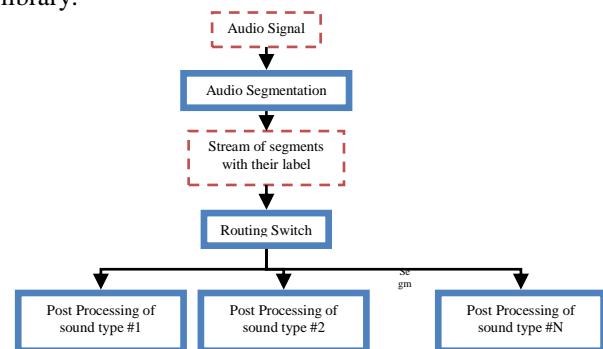 library.
Audio Signal
Audio Segmentation
Stream of segments
with their label
Routing Switch
Se
gm
Post Processing of
sound type #1
Post Processing of
sound type #2
Post Processing of
sound type #N